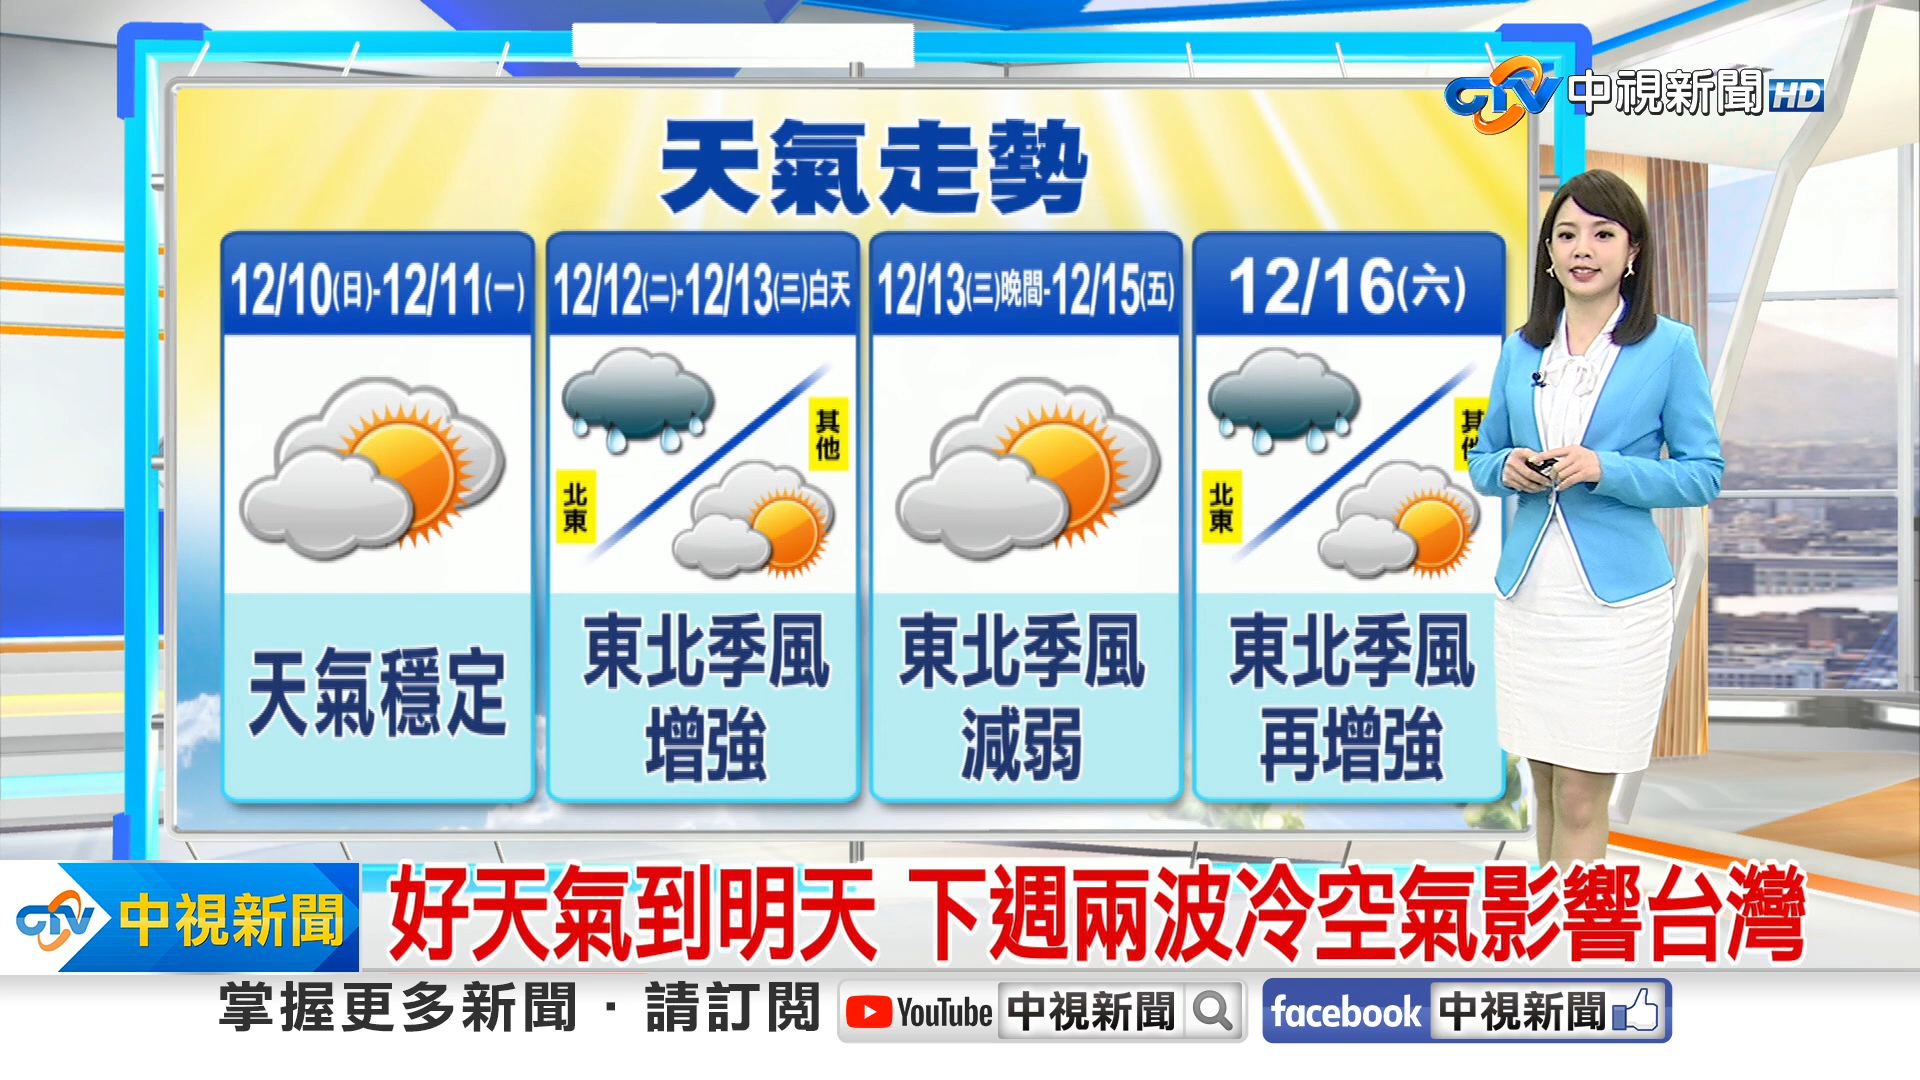 CTV 中視新聞 HD
天氣走勢
12/10(日)-12/11(一)
天氣穩定
12/12(二)-12/13(三)白天
其他
北東
東北季風
增強
12/13(三)晚間-12/15(五)
東北季風
減弱
12/16(六)
其他
北東
東北季風
再增強
CTV 中視新聞
好天氣到明天 下週兩波冷空氣影響台灣
掌握更多新聞．請訂閱 YouTube 中視新聞 facebook 中視新聞